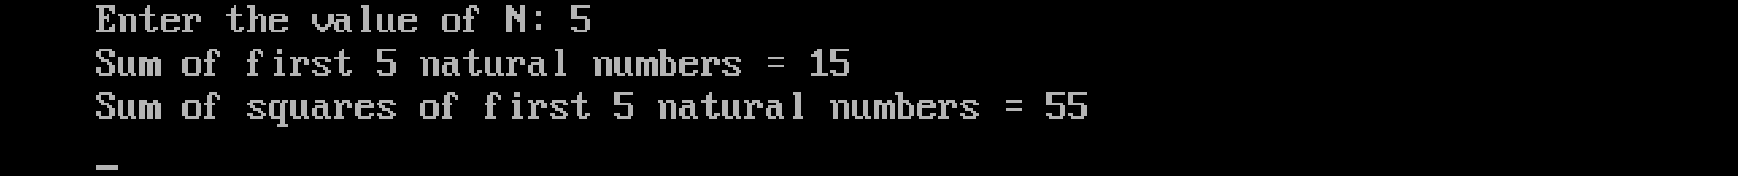 Enter the value of N: 5
Sum of first 5 natural numbers = 15
Sum of squares of first 5 natural numbers = 55
_